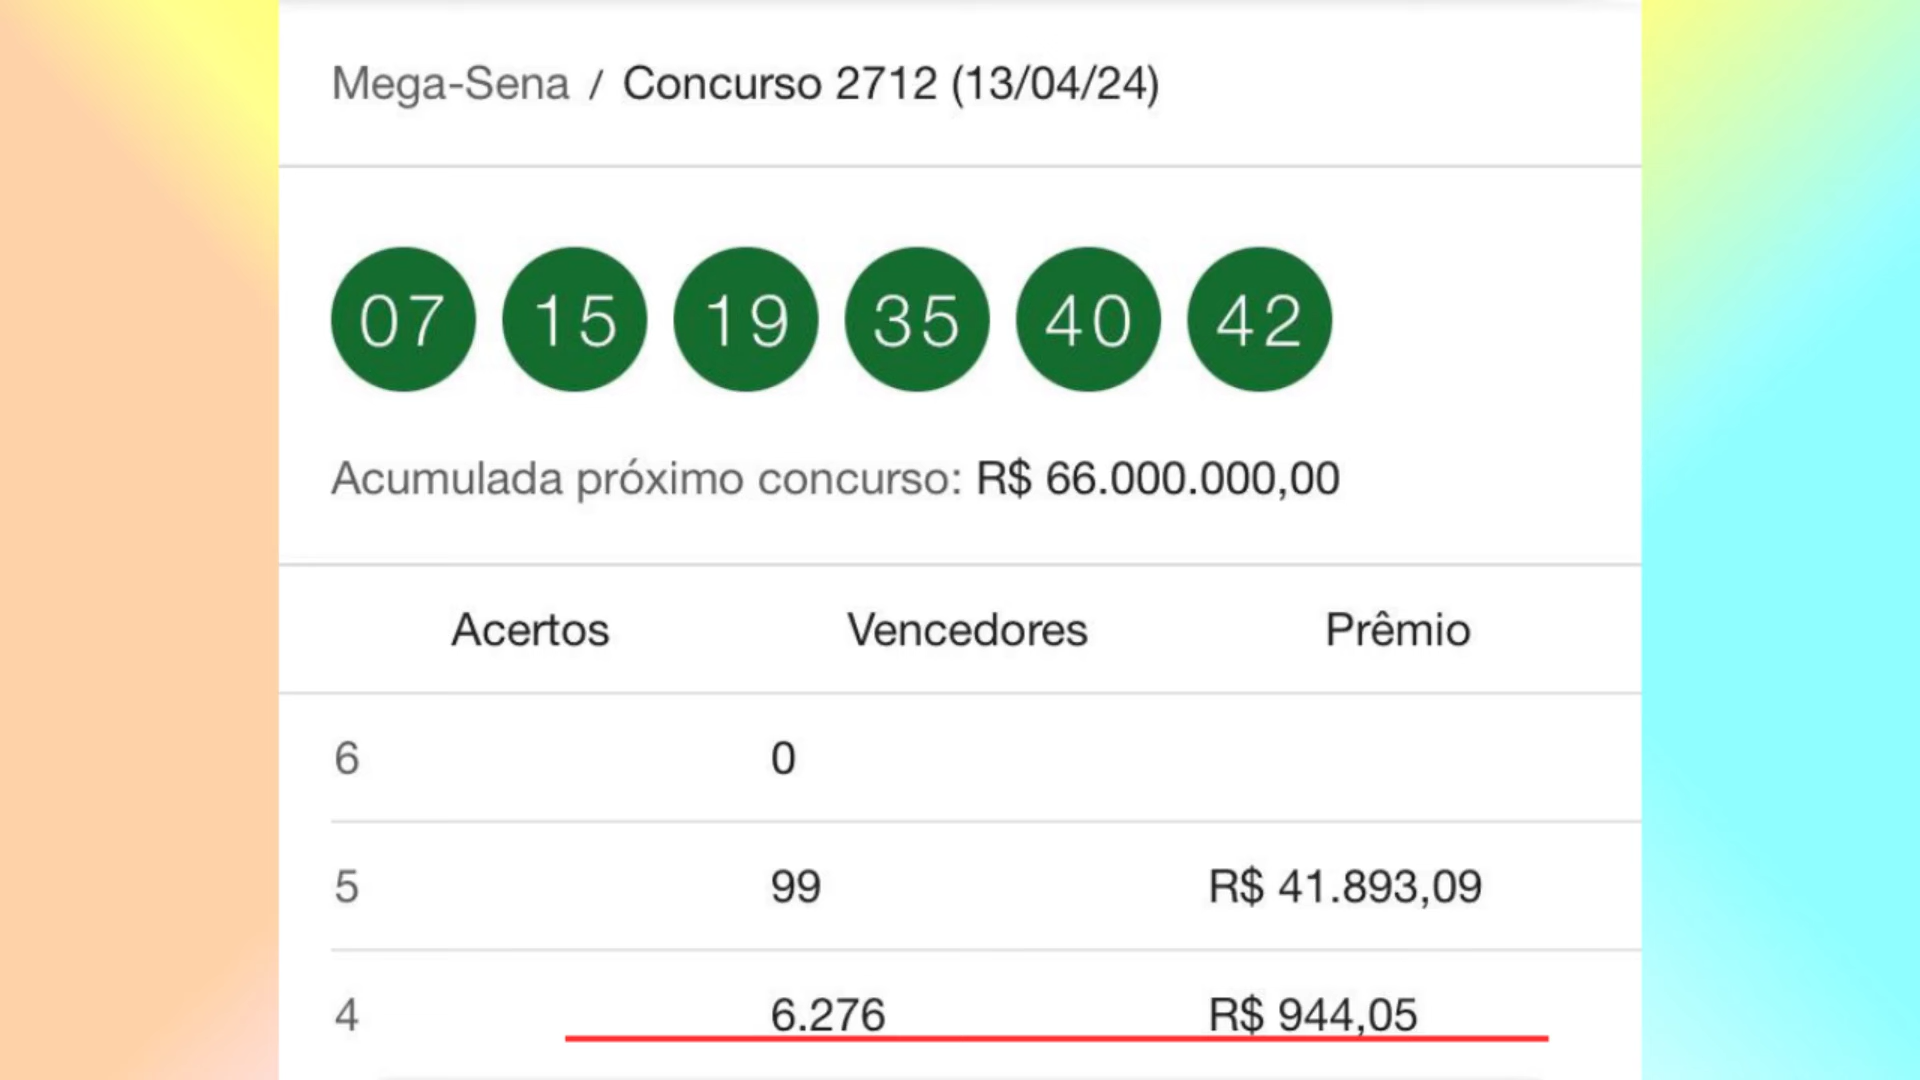 Mega-Sena / Concurso 2712 (13/04/24)
07 15 19 35 40 42
Acumulada próximo concurso: R$ 66.000.000,00
Acertos Vencedores Prêmio
6 0
5 99 R$ 41.893,09
4 6.276 R$ 944,05